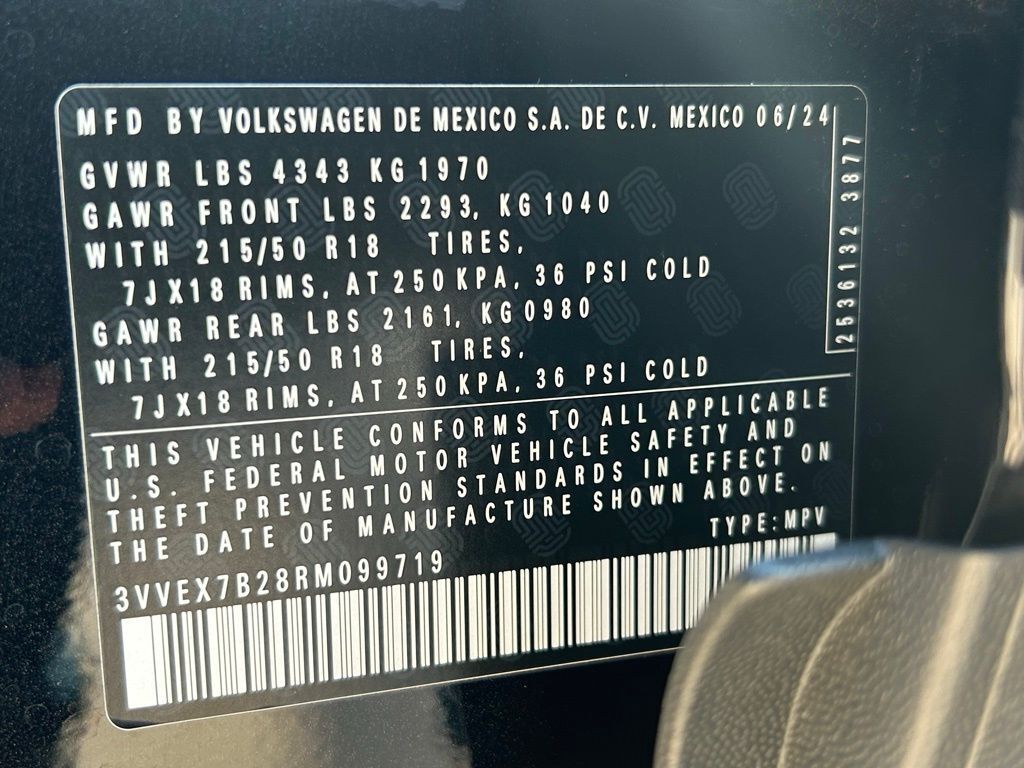 MFD BY VOLKSWAGEN DE MEXICO S.A. DE C.V. MEXICO 06/24
GVWR LBS 4343 KG 1970
GAWR FRONT LBS 2293, KG 1040
WITH 215/50 R18 TIRES,
7J X18 RIMS, AT 250 KPA, 36 PSI COLD
GAWR REAR LBS 2161, KG 0980
WITH 215/50 R18 TIRES,
7J X18 RIMS, AT 250 KPA, 36 PSI COLD
2536132 3877
THIS VEHICLE CONFORMS TO ALL APPLICABLE
U.S. FEDERAL MOTOR VEHICLE SAFETY AND
THEFT PREVENTION STANDARDS IN EFFECT ON
THE DATE OF MANUFACTURE SHOWN ABOVE.
TYPE: MPV
3VVEX7B28RM099719